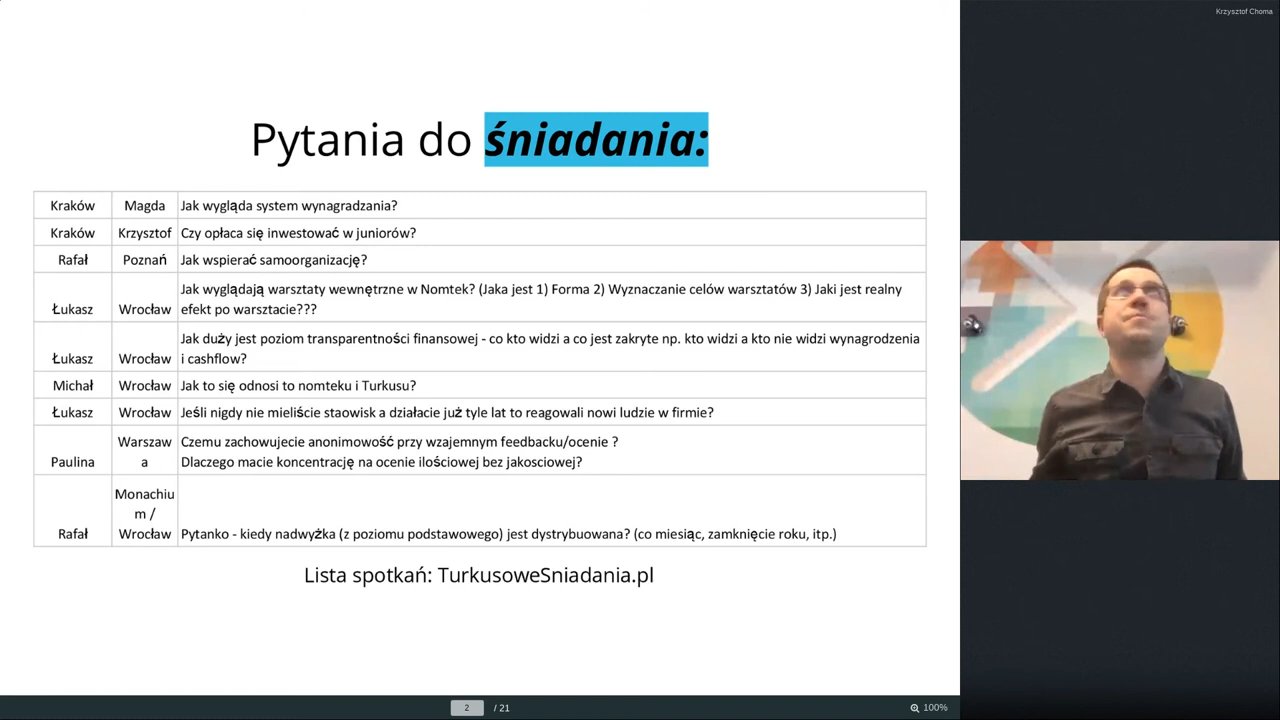 Krzysztof Choma
Pytania do śniadania:
Kraków Magda Jak wygląda system wynagradzania?
Kraków Krzysztof Czy opłaca się inwestować w juniorów?
Rafał Poznań Jak wspierać samoorganizację?
Jak wyglądają warsztaty wewnętrzne w Nomtek? (Jaka jest 1) Forma 2) Wyznaczanie celów warsztatów 3) Jaki jest realny
Łukasz Wrocław efekt po warsztacie???
Jak duży jest poziom transparentności finansowej - co kto widzi a co jest zakryte np. kto widzi a kto nie widzi wynagrodzenia
Łukasz Wrocław i cashflow?
Michał Wrocław Jak to się odnosi to nomteku i Turkusu?
Łukasz Wrocław Jeśli nigdy nie mieliście staowisk a działacie już tyle lat to reagowali nowi ludzie w firmie?
Warszaw Czemu zachowujecie anonimowość przy wzajemnym feedbacku/ocenie ?
Paulina a Dlaczego macie koncentrację na ocenie ilościowej bez jakosciowej?
Monachiu
m /
Rafał Wrocław Pytanko - kiedy nadwyżka (z poziomu podstawowego) jest dystrybuowana? (co miesiąc, zamknięcie roku, itp.)
Lista spotkań: TurkusoweSniadania.pl
2 / 21 100%